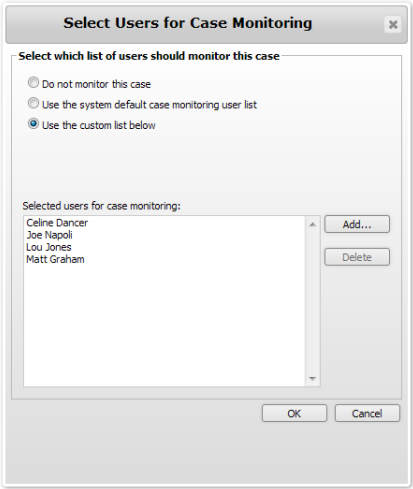 Select Users for Case Monitoring
Select which list of users should monitor this case
Do not monitor this case
Use the system default case monitoring user list
Use the custom list below
Selected users for case monitoring:
Celine Dancer
Joe Napoli
Lou Jones
Matt Graham
Add...
Delete
OK
Cancel